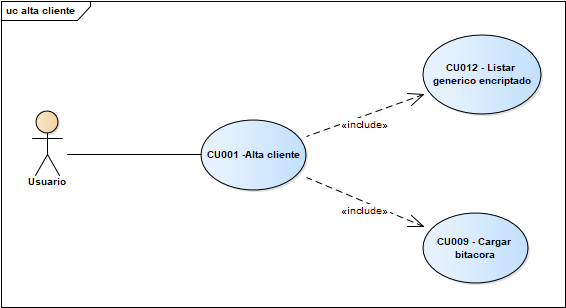 uc alta cliente
CU012 - Listar
generico encriptado
«include»
CU001 -Alta cliente
Usuario
«include»
CU009 - Cargar
bitacora